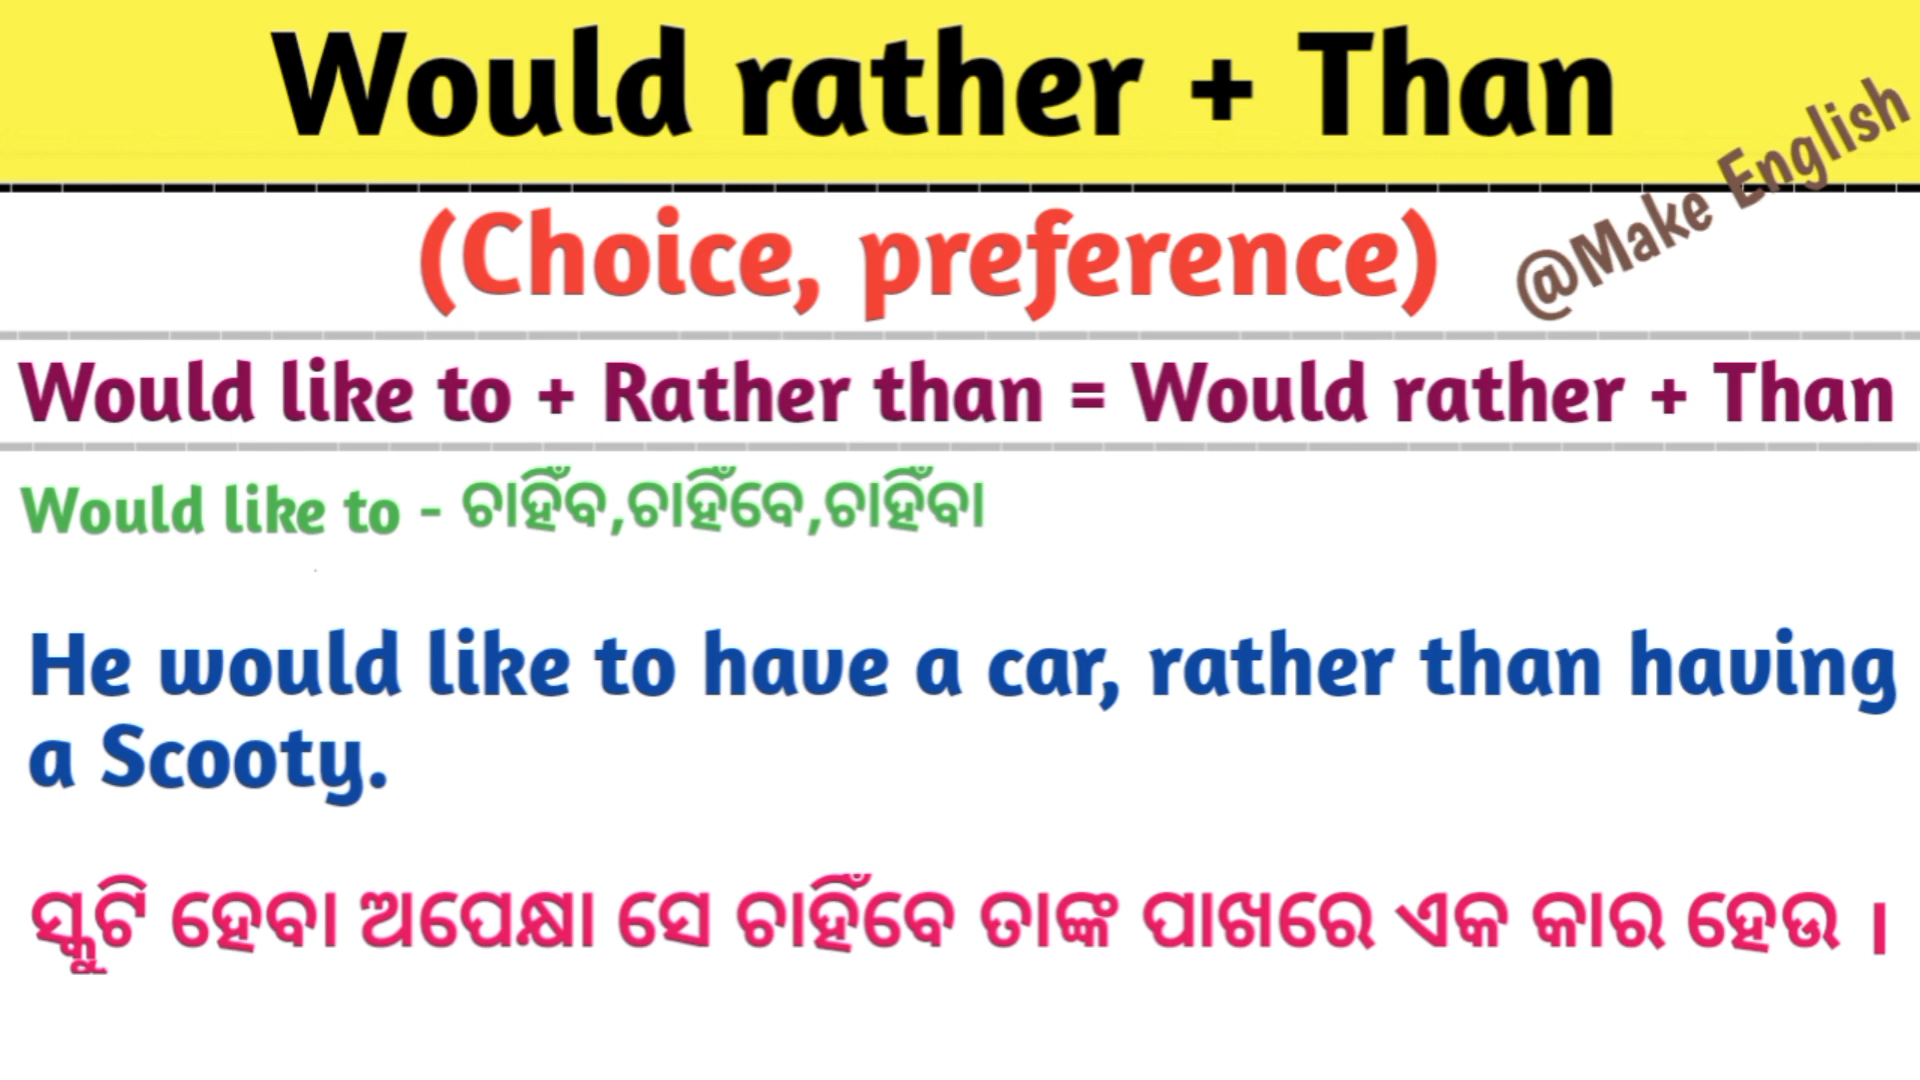 Would rather + Than
@Make English
(Choice, preference)
Would like to + Rather than = Would rather + Than
Would like to - ଚାହିଁବ,ଚାହିଁବେ,ଚାହିଁବା
He would like to have a car, rather than having
a Scooty.
ସ୍କୁଟି ହେବା ଅପେକ୍ଷା ସେ ଚାହିଁବେ ତାଙ୍କ ପାଖରେ ଏକ କାର ହେଉ ।